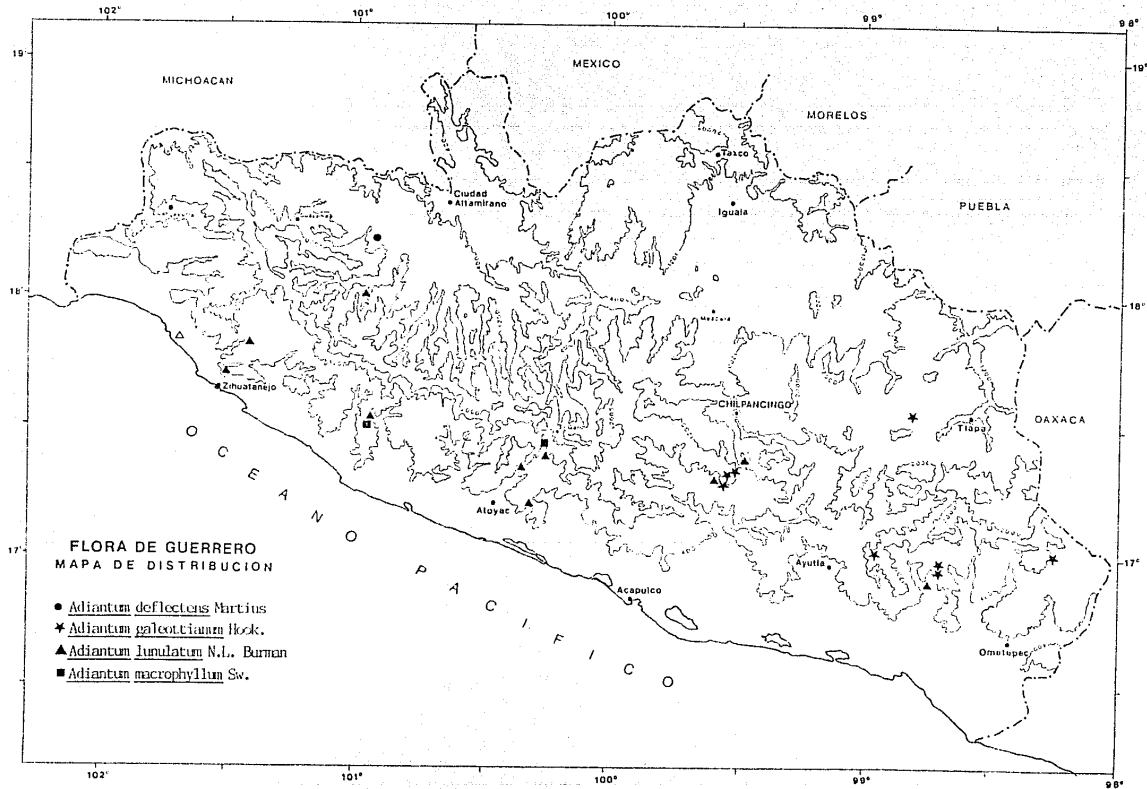 102° 101° 100° 99° 98°
19°
19°
MICHOACAN
MEXICO
MORELOS
PUEBLA
OAXACA
Taxco
Ciudad Altamirano
Iguala
18°
18°
Mezcala
Zihuatanejo
CHILPANCINGO
Tlapa
Atoyac
17°
17°
Ayutla
Acapulco
Ometepec
OCEANO PACIFICO
FLORA DE GUERRERO
MAPA DE DISTRIBUCION
Adiantum deflectens Martius
Adiantum galeottianum Hook.
Adiantum lunulatum N.L. Burman
Adiantum macrophyllum Sw.
102° 101° 100° 99° 98°